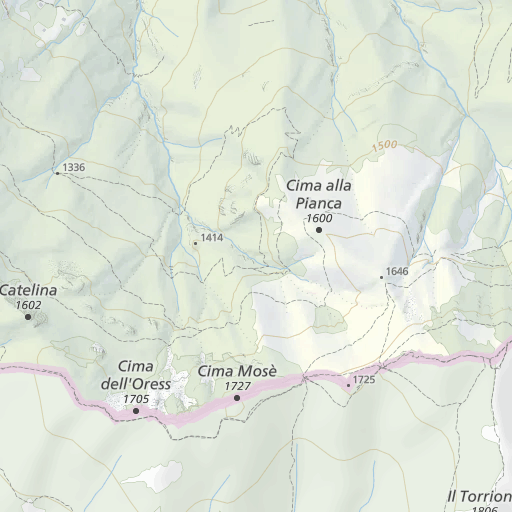 1500
1336
Cima alla
Pianca
1600
1414
1646
Catelina
1602
Cima
dell'Oress
1705
Cima Mosè
1727
1725
Il Torrion
1806